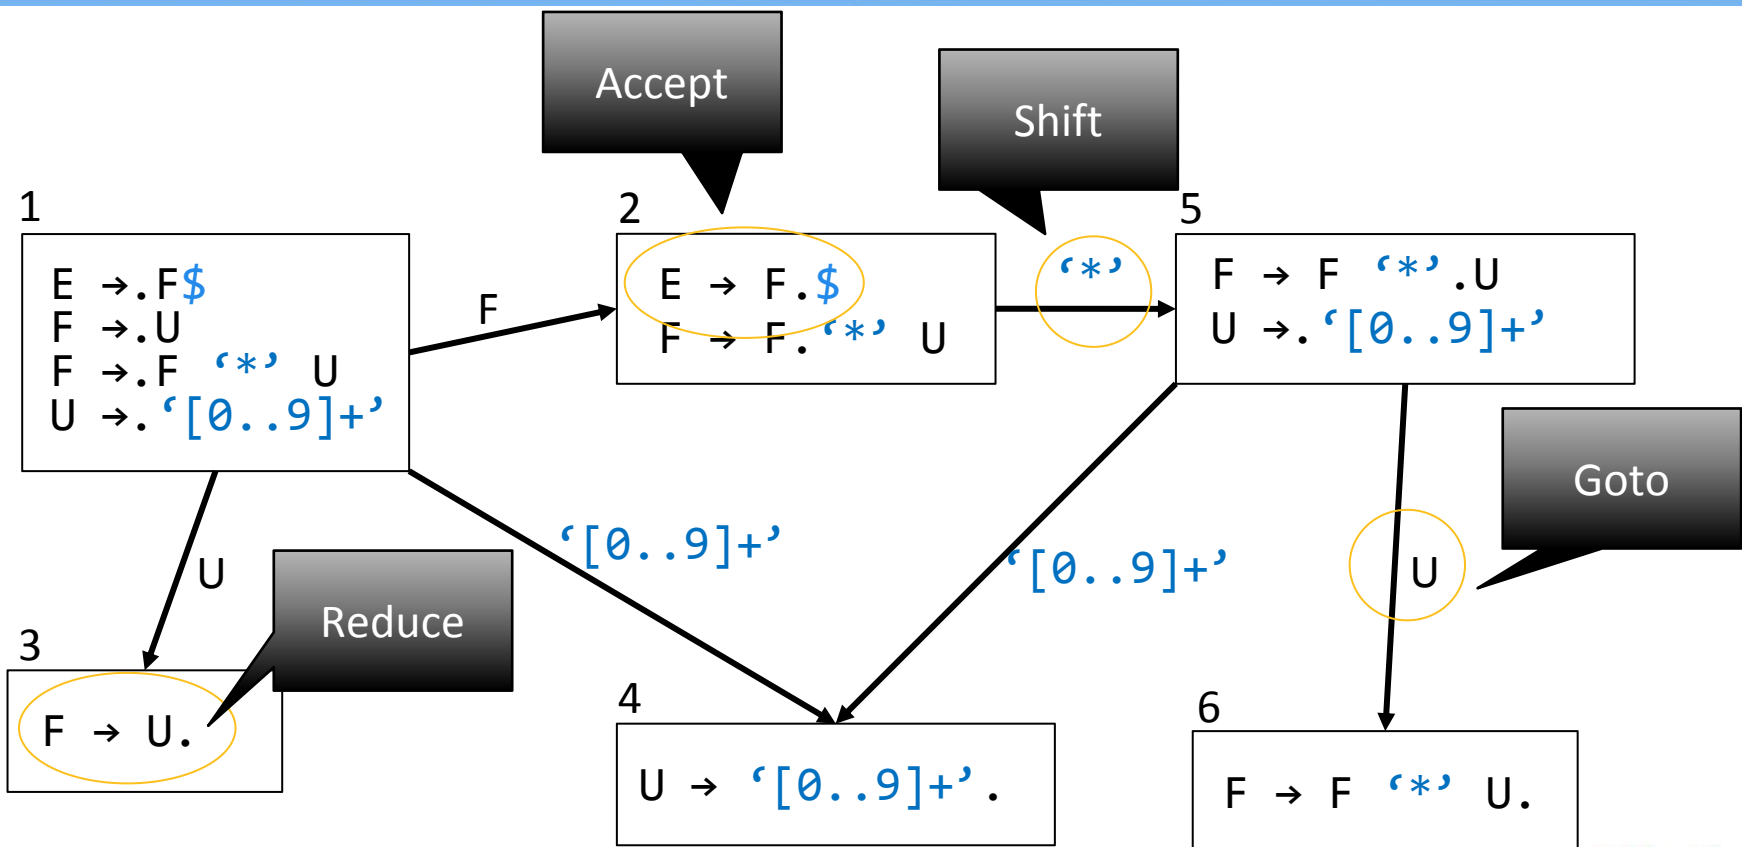 Accept
Shift
1
E →.F$
F →.U
F →.F ‘*’ U
U →.‘[0..9]+’
F
2
E → F.$
F → F.‘*’ U
‘*’
5
F → F ‘*’.U
U →.‘[0..9]+’
Goto
U
Reduce
‘[0..9]+’
‘[0..9]+’
U
3
F → U.
4
U → ‘[0..9]+’.
6
F → F ‘*’ U.